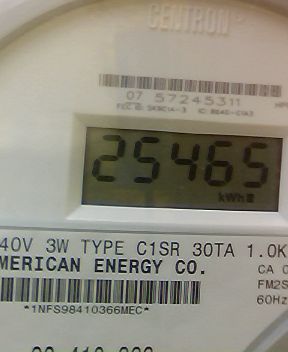 CENTRON
07 57245311
25465
kWh
40V 3W TYPE C1SR 30TA 1.0K
MERICAN ENERGY CO.
CA 0
FM2S
60Hz
*1NFS98410366MEC*